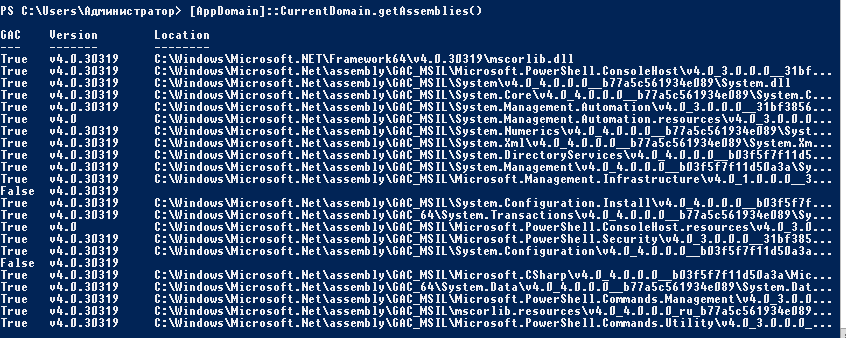 PS C:\Users\Администратор> [AppDomain]::CurrentDomain.getAssemblies()
GAC    Version        Location
---    -------        --------
True   v4.0.30319     C:\Windows\Microsoft.NET\Framework64\v4.0.30319\mscorlib.dll
True   v4.0.30319     C:\Windows\Microsoft.Net\assembly\GAC_MSIL\Microsoft.PowerShell.ConsoleHost\v4.0_3.0.0.0__31bf...
True   v4.0.30319     C:\Windows\Microsoft.Net\assembly\GAC_MSIL\System\v4.0_4.0.0.0__b77a5c561934e089\System.dll
True   v4.0.30319     C:\Windows\Microsoft.Net\assembly\GAC_MSIL\System.Core\v4.0_4.0.0.0__b77a5c561934e089\System.C...
True   v4.0.30319     C:\Windows\Microsoft.Net\assembly\GAC_MSIL\System.Management.Automation\v4.0_3.0.0.0__31bf3856...
True   v4.0           C:\Windows\Microsoft.Net\assembly\GAC_MSIL\System.Management.Automation.resources\v4.0_3.0.0.0...
True   v4.0.30319     C:\Windows\Microsoft.Net\assembly\GAC_MSIL\System.Numerics\v4.0_4.0.0.0__b77a5c561934e089\Syst...
True   v4.0.30319     C:\Windows\Microsoft.Net\assembly\GAC_MSIL\System.Xml\v4.0_4.0.0.0__b77a5c561934e089\System.Xm...
True   v4.0.30319     C:\Windows\Microsoft.Net\assembly\GAC_MSIL\System.DirectoryServices\v4.0_4.0.0.0__b03f5f7f11d5...
True   v4.0.30319     C:\Windows\Microsoft.Net\assembly\GAC_MSIL\System.Management\v4.0_4.0.0.0__b03f5f7f11d50a3a\Sy...
True   v4.0.30319     C:\Windows\Microsoft.Net\assembly\GAC_MSIL\Microsoft.Management.Infrastructure\v4.0_1.0.0.0__3...
False  v4.0.30319
True   v4.0.30319     C:\Windows\Microsoft.Net\assembly\GAC_MSIL\System.Configuration.Install\v4.0_4.0.0.0__b03f5f7f...
True   v4.0.30319     C:\Windows\Microsoft.Net\assembly\GAC_64\System.Transactions\v4.0_4.0.0.0__b77a5c561934e089\Sy...
True   v4.0           C:\Windows\Microsoft.Net\assembly\GAC_MSIL\Microsoft.PowerShell.ConsoleHost.resources\v4.0_3.0...
True   v4.0.30319     C:\Windows\Microsoft.Net\assembly\GAC_MSIL\Microsoft.PowerShell.Security\v4.0_3.0.0.0__31bf385...
True   v4.0.30319     C:\Windows\Microsoft.Net\assembly\GAC_MSIL\System.Configuration\v4.0_4.0.0.0__b03f5f7f11d50a3a...
False  v4.0.30319
True   v4.0.30319     C:\Windows\Microsoft.Net\assembly\GAC_MSIL\Microsoft.CSharp\v4.0_4.0.0.0__b03f5f7f11d50a3a\Mic...
True   v4.0.30319     C:\Windows\Microsoft.Net\assembly\GAC_64\System.Data\v4.0_4.0.0.0__b77a5c561934e089\System.Dat...
True   v4.0.30319     C:\Windows\Microsoft.Net\assembly\GAC_MSIL\Microsoft.PowerShell.Commands.Management\v4.0_3.0.0...
True   v4.0.30319     C:\Windows\Microsoft.Net\assembly\GAC_MSIL\mscorlib.resources\v4.0_4.0.0.0_ru_b77a5c561934e089...
True   v4.0.30319     C:\Windows\Microsoft.Net\assembly\GAC_MSIL\Microsoft.PowerShell.Commands.Utility\v4.0_3.0.0.0_...